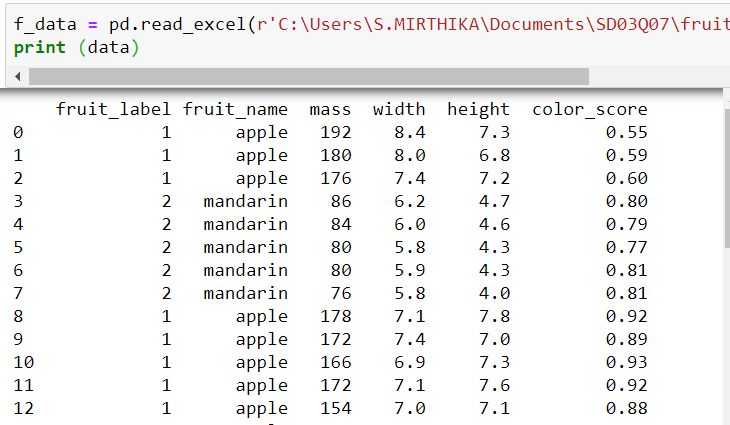 f_data = pd.read_excel(r'C:\Users\S.MIRTHIKA\Documents\SD03Q07\fruit
print (data)
fruit_label fruit_name mass width height color_score
0 1 apple 192 8.4 7.3 0.55
1 1 apple 180 8.0 6.8 0.59
2 1 apple 176 7.4 7.2 0.60
3 2 mandarin 86 6.2 4.7 0.80
4 2 mandarin 84 6.0 4.6 0.79
5 2 mandarin 80 5.8 4.3 0.77
6 2 mandarin 80 5.9 4.3 0.81
7 2 mandarin 76 5.8 4.0 0.81
8 1 apple 178 7.1 7.8 0.92
9 1 apple 172 7.4 7.0 0.89
10 1 apple 166 6.9 7.3 0.93
11 1 apple 172 7.1 7.6 0.92
12 1 apple 154 7.0 7.1 0.88